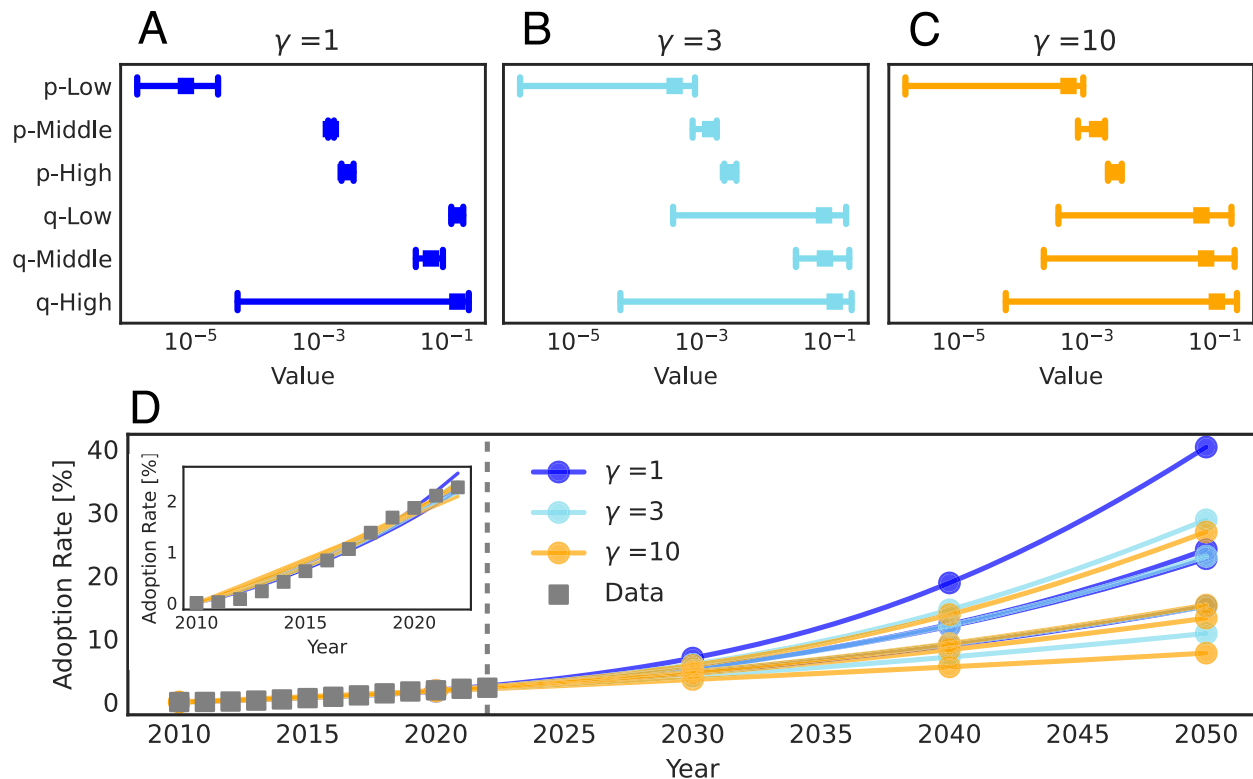 A
B
C
γ =1
γ =3
γ =10
p-Low
p-Middle
p-High
q-Low
q-Middle
q-High
10⁻⁵ 10⁻³ 10⁻¹
10⁻⁵ 10⁻³ 10⁻¹
10⁻⁵ 10⁻³ 10⁻¹
Value
Value
Value
D
Adoption Rate [%]
40
30
20
10
0
Adoption Rate [%]
2
1
0
2010 2015 2020
Year
γ =1
γ =3
γ =10
Data
2010 2015 2020 2025 2030 2035 2040 2045 2050
Year